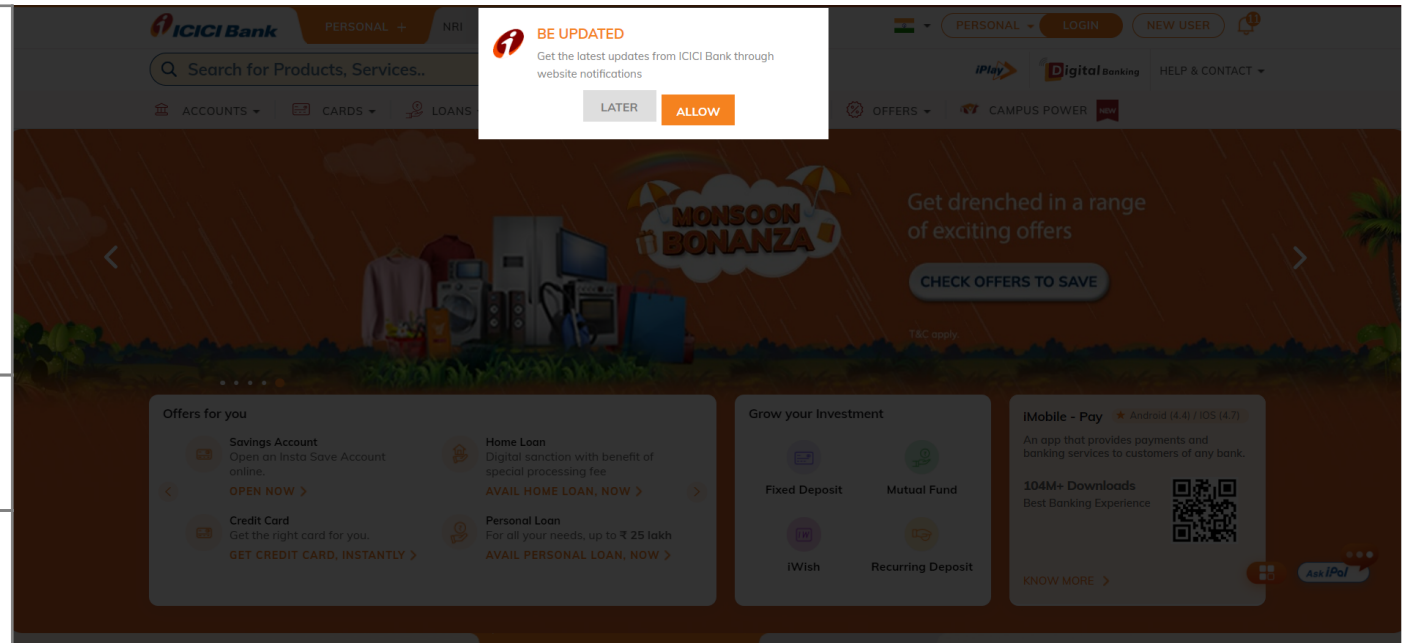 ICICI Bank
PERSONAL +
NRI
BE UPDATED
Get the latest updates from ICICI Bank through
website notifications
LATER
ALLOW
PERSONAL
LOGIN
NEW USER
11
Search for Products, Services..
iPlay
Digital Banking
HELP & CONTACT
ACCOUNTS
CARDS
LOANS
OFFERS
CAMPUS POWER
NEW
MONSOON
BONANZA
Get drenched in a range
of exciting offers
CHECK OFFERS TO SAVE
T&C apply.
Offers for you
Savings Account
Open an Insta Save Account
online.
OPEN NOW >
Home Loan
Digital sanction with benefit of
special processing fee
AVAIL HOME LOAN, NOW >
Credit Card
Get the right card for you.
GET CREDIT CARD, INSTANTLY >
Personal Loan
For all your needs, up to ₹ 25 lakh
AVAIL PERSONAL LOAN, NOW >
Grow your Investment
Fixed Deposit
Mutual Fund
iW
iWish
Recurring Deposit
iMobile - Pay
Android (4.4) / iOS (4.7)
An app that provides payments and
banking services to customers of any bank.
104M+ Downloads
Best Banking Experience
KNOW MORE >
Ask iPal